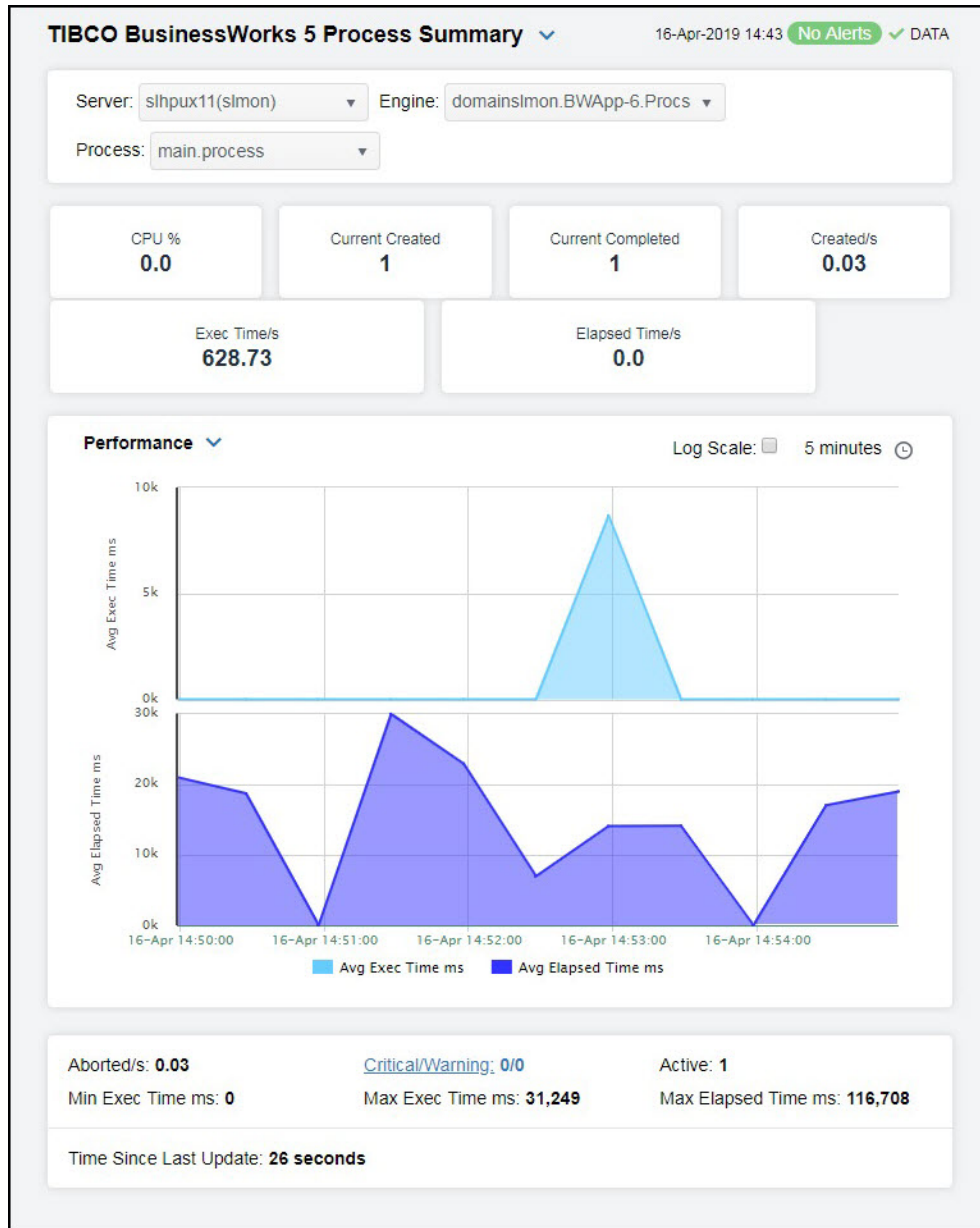 TIBCO BusinessWorks 5 Process Summary 16-Apr-2019 14:43 No Alerts DATA
Server: slhpux11(slmon) Engine: domainslmon.BWApp-6.Procs
Process: main.process
CPU % Current Created Current Completed Created/s
0.0 1 1 0.03
Exec Time/s Elapsed Time/s
628.73 0.0
Performance Log Scale: 5 minutes
10k
Avg Exec Time ms
5k
0k
30k
20k
Avg Elapsed Time ms
10k
0k
16-Apr 14:50:00 16-Apr 14:51:00 16-Apr 14:52:00 16-Apr 14:53:00 16-Apr 14:54:00
Avg Exec Time ms Avg Elapsed Time ms
Aborted/s: 0.03 Critical/Warning: 0/0 Active: 1
Min Exec Time ms: 0 Max Exec Time ms: 31,249 Max Elapsed Time ms: 116,708
Time Since Last Update: 26 seconds